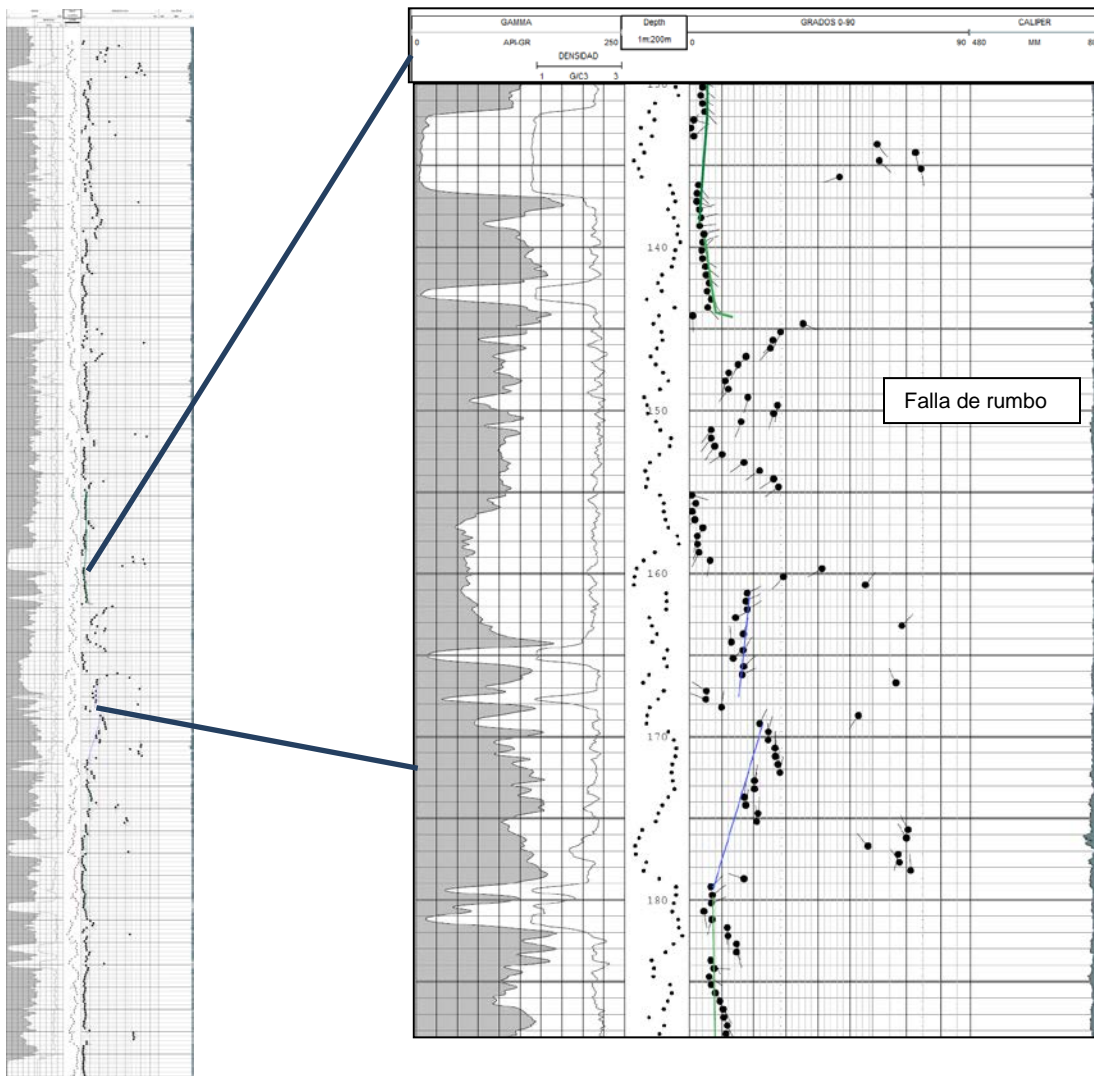 GAMMA
Depth
GRADOS 0-90
CALIPER
0
API-GR
250
1m:200m
0
90
480
MM
DENSIDAD
1
G/C3
3
140
150
Falla de rumbo
160
170
180